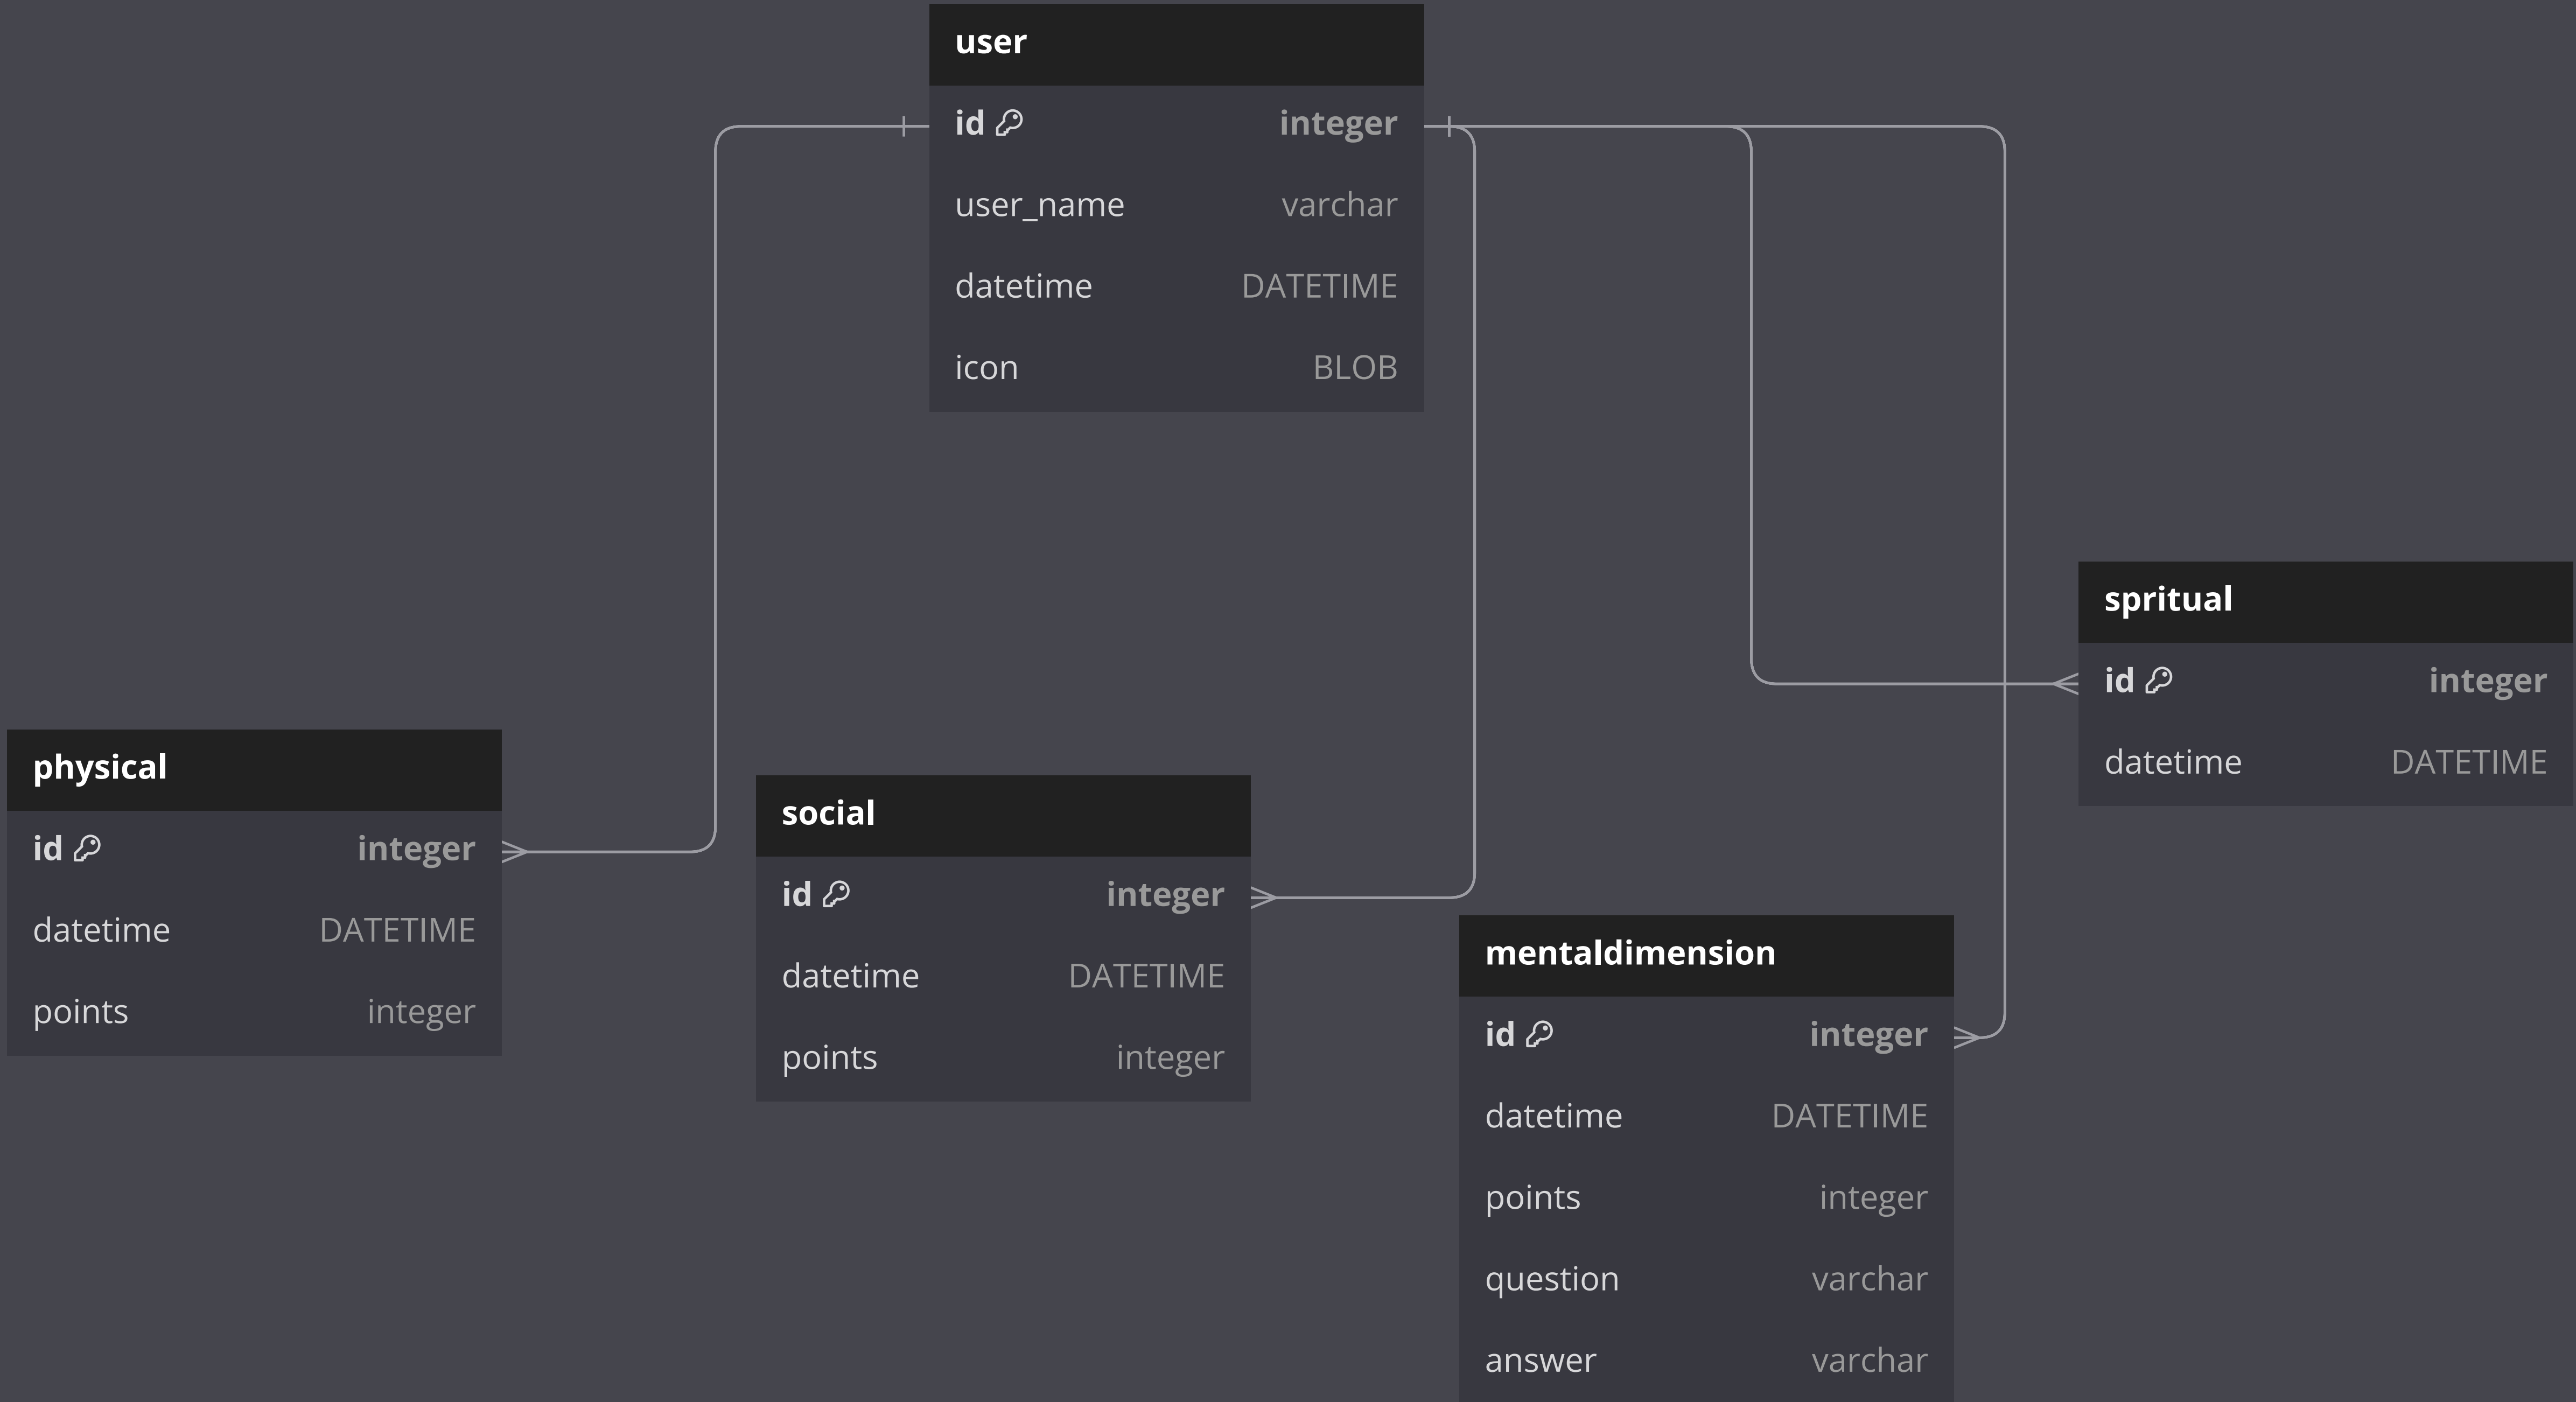 user
id integer
user_name varchar
datetime DATETIME
icon BLOB
spritual
id integer
datetime DATETIME
physical
id integer
datetime DATETIME
points integer
social
id integer
datetime DATETIME
points integer
mentaldimension
id integer
datetime DATETIME
points integer
question varchar
answer varchar